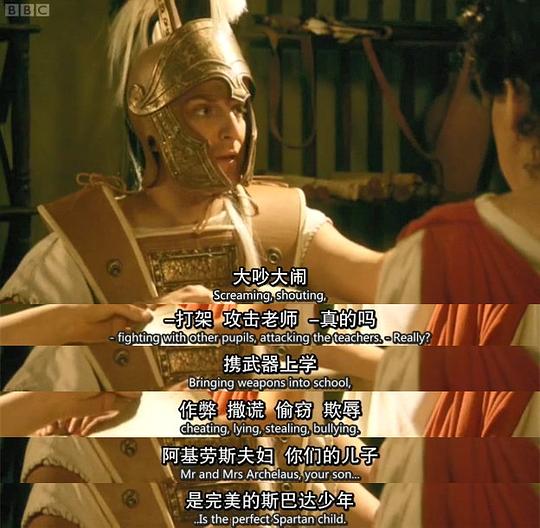 BBC
大吵大闹
Screaming, shouting,
–打架 攻击老师 –真的吗
- fighting with other pupils, attacking the teachers. - Really?
携武器上学
Bringing weapons into school,
作弊 撒谎 偷窃 欺辱
cheating, lying, stealing, bullying.
阿基劳斯夫妇 你们的儿子
Mr and Mrs Archelaus, your son...
是完美的斯巴达少年
..Is the perfect Spartan child.